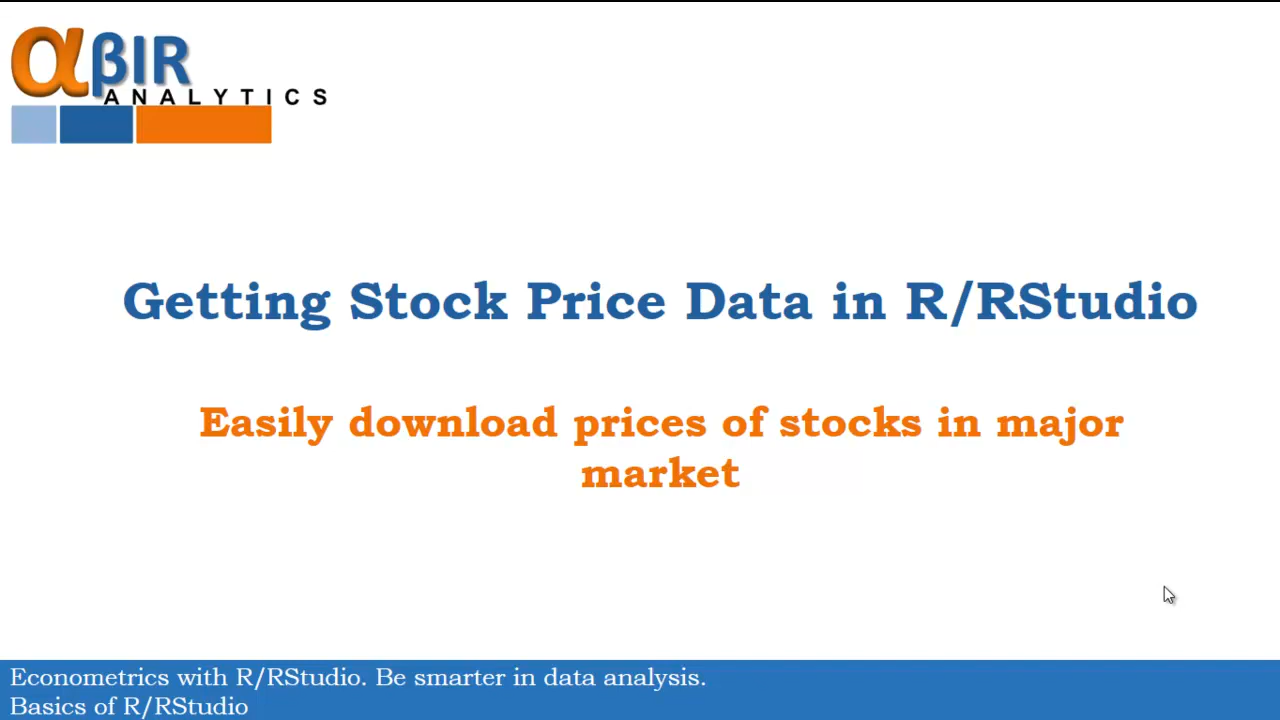 αβIR
ANALYTICS
Getting Stock Price Data in R/RStudio
Easily download prices of stocks in major
market
Econometrics with R/RStudio. Be smarter in data analysis.
Basics of R/RStudio